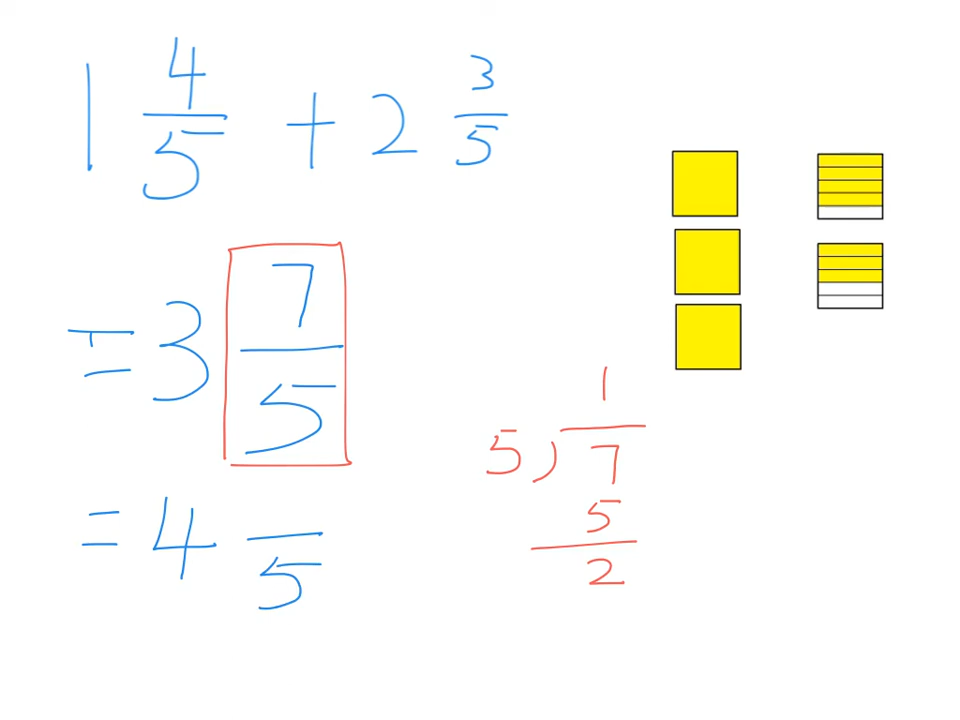 1 4/5 + 2 3/5
= 3 7/5
= 4 /5
1
5 ) 7
5
2